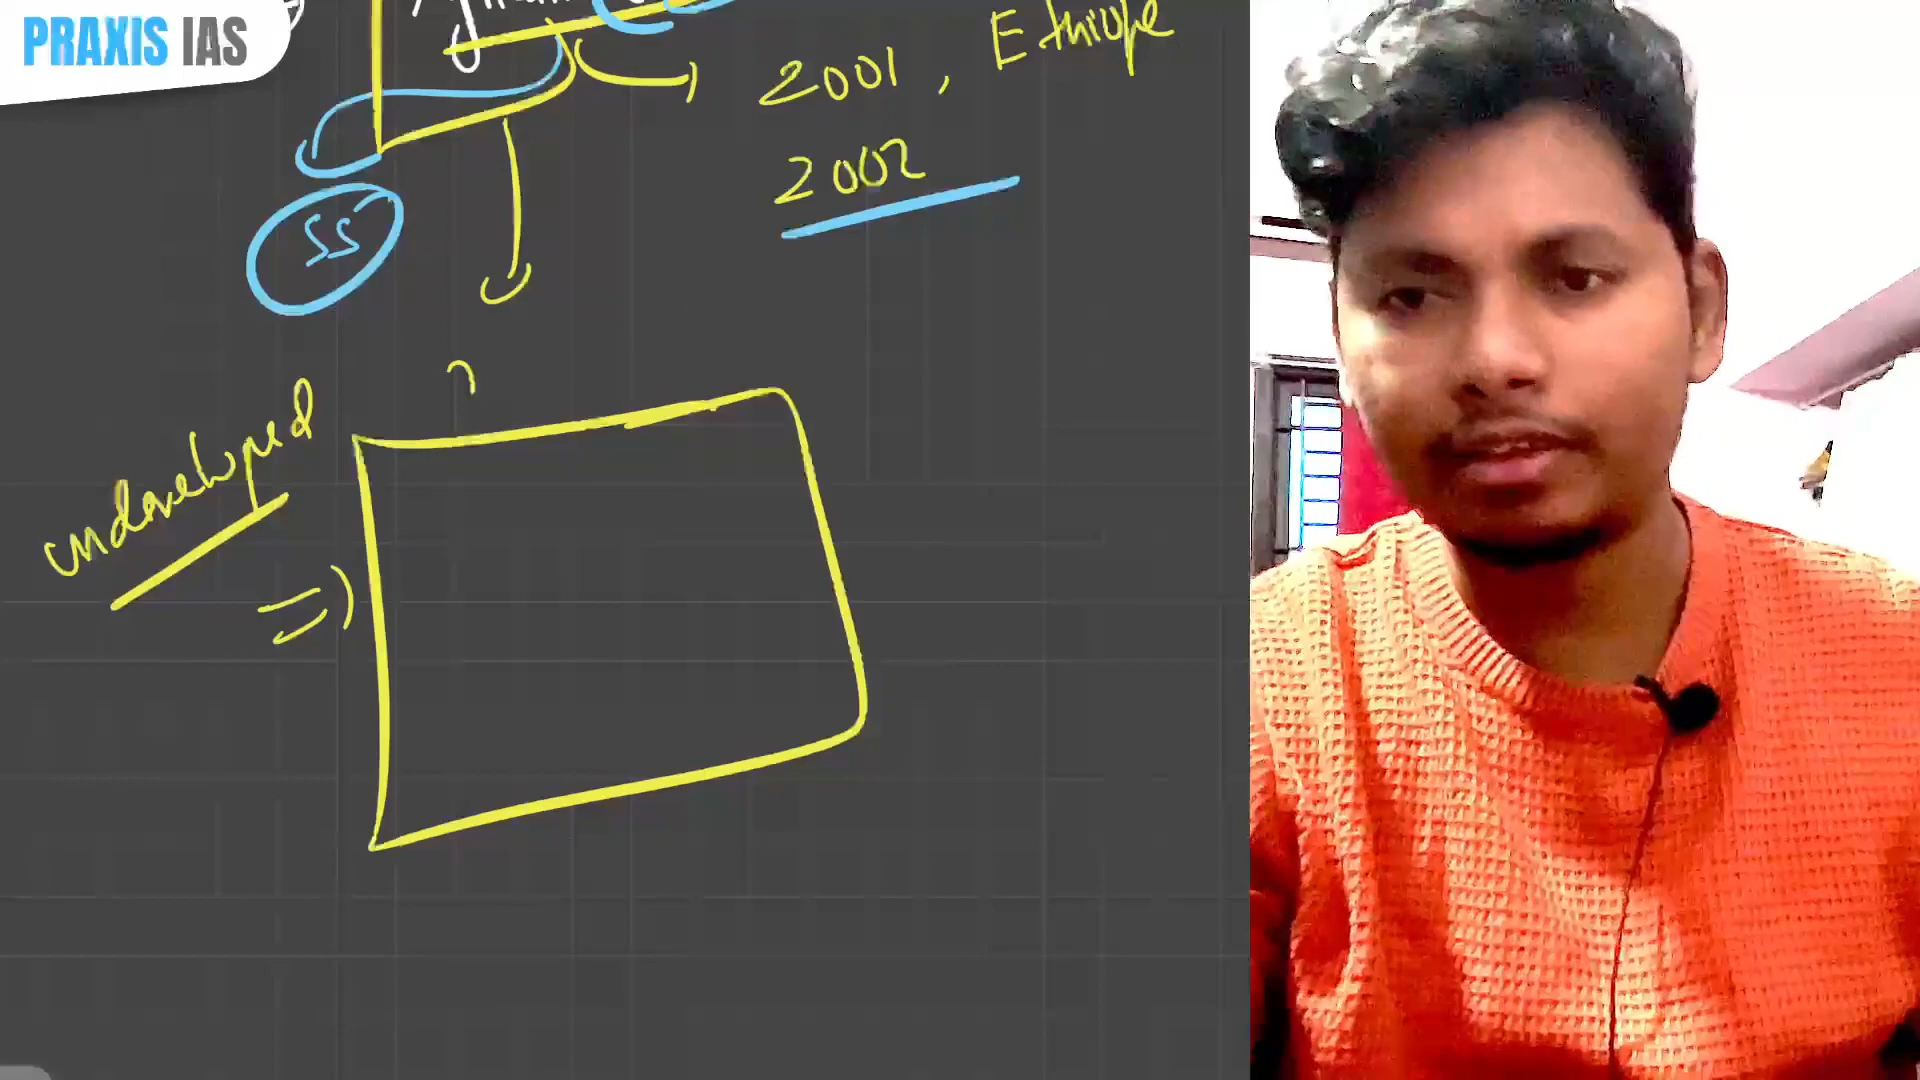 PRAXIS IAS
2001, Ethiope
2002
SS
undeveloped